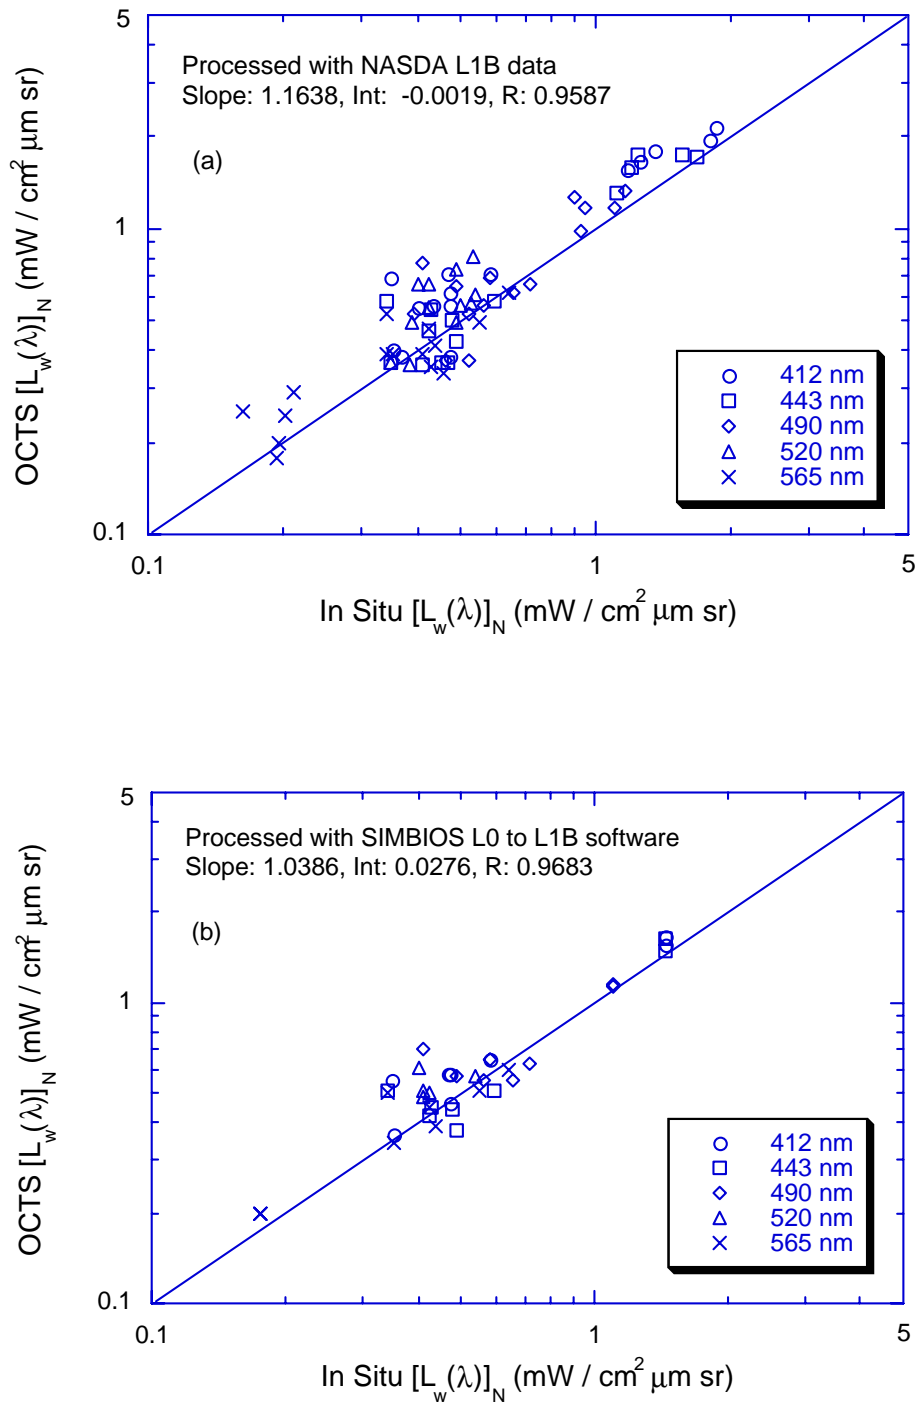 5
Processed with NASDA L1B data
Slope: 1.1638, Int: -0.0019, R: 0.9587
(a)
OCTS [L_w(λ)]_N (mW / cm² μm sr)
1
412 nm
443 nm
490 nm
520 nm
565 nm
0.1
0.1 1 5
In Situ [L_w(λ)]_N (mW / cm² μm sr)
5
Processed with SIMBIOS L0 to L1B software
Slope: 1.0386, Int: 0.0276, R: 0.9683
(b)
OCTS [L_w(λ)]_N (mW / cm² μm sr)
1
412 nm
443 nm
490 nm
520 nm
565 nm
0.1
0.1 1 5
In Situ [L_w(λ)]_N (mW / cm² μm sr)